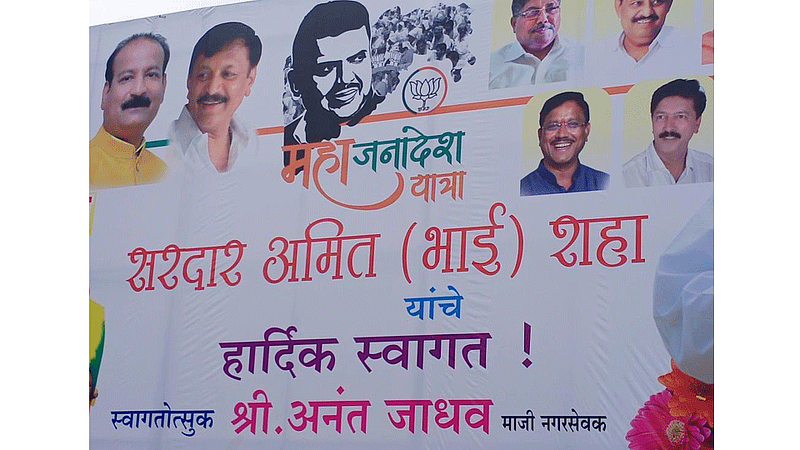 महाजनादेश
यात्रा
सरदार अमित (भाई) शहा
यांचे
हार्दिक स्वागत !
स्वागतोत्सुक श्री.अनंत जाधव माजी नगरसेवक